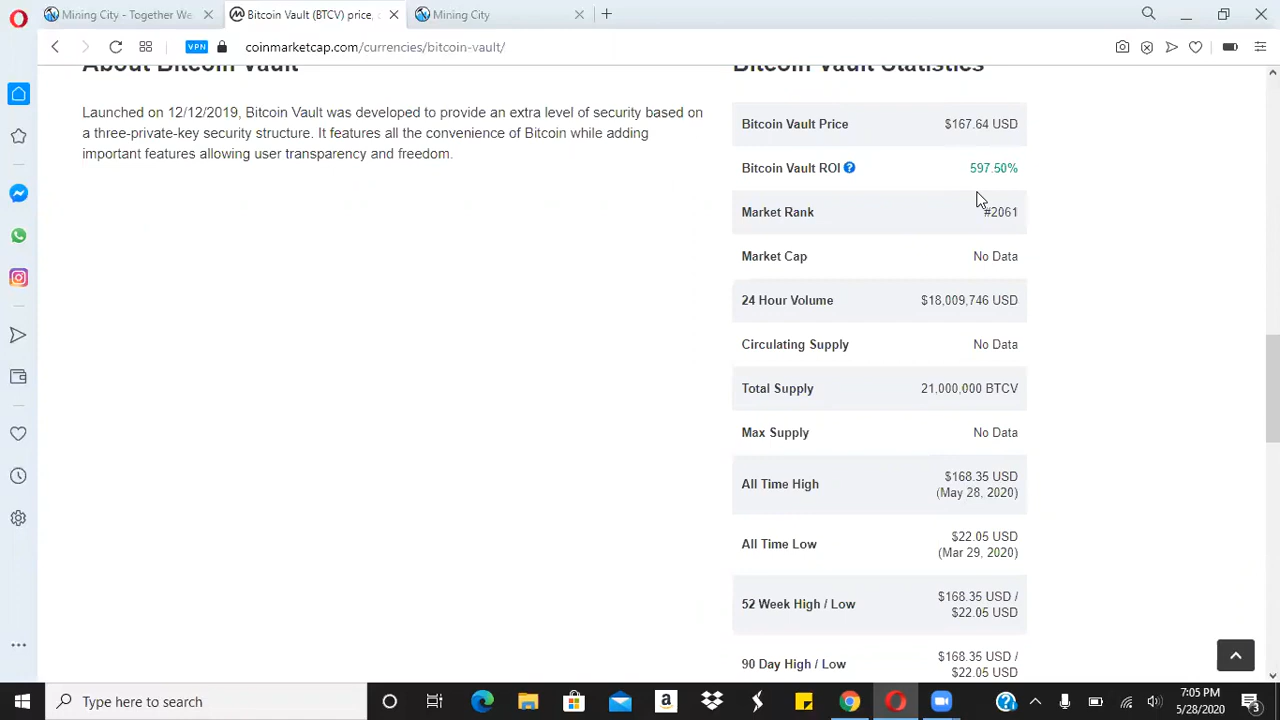 Mining City - Together We
Bitcoin Vault (BTCV) price,
Mining City
VPN
coinmarketcap.com/currencies/bitcoin-vault/
About Bitcoin Vault
Launched on 12/12/2019, Bitcoin Vault was developed to provide an extra level of security based on
a three-private-key security structure. It features all the convenience of Bitcoin while adding
important features allowing user transparency and freedom.
Bitcoin Vault Statistics
Bitcoin Vault Price $167.64 USD
Bitcoin Vault ROI ? 597.50%
Market Rank #2061
Market Cap No Data
24 Hour Volume $18,009,746 USD
Circulating Supply No Data
Total Supply 21,000,000 BTCV
Max Supply No Data
All Time High $168.35 USD
(May 28, 2020)
All Time Low $22.05 USD
(Mar 29, 2020)
52 Week High / Low $168.35 USD /
$22.05 USD
90 Day High / Low $168.35 USD /
$22.05 USD
Type here to search
7:05 PM
5/28/2020
3